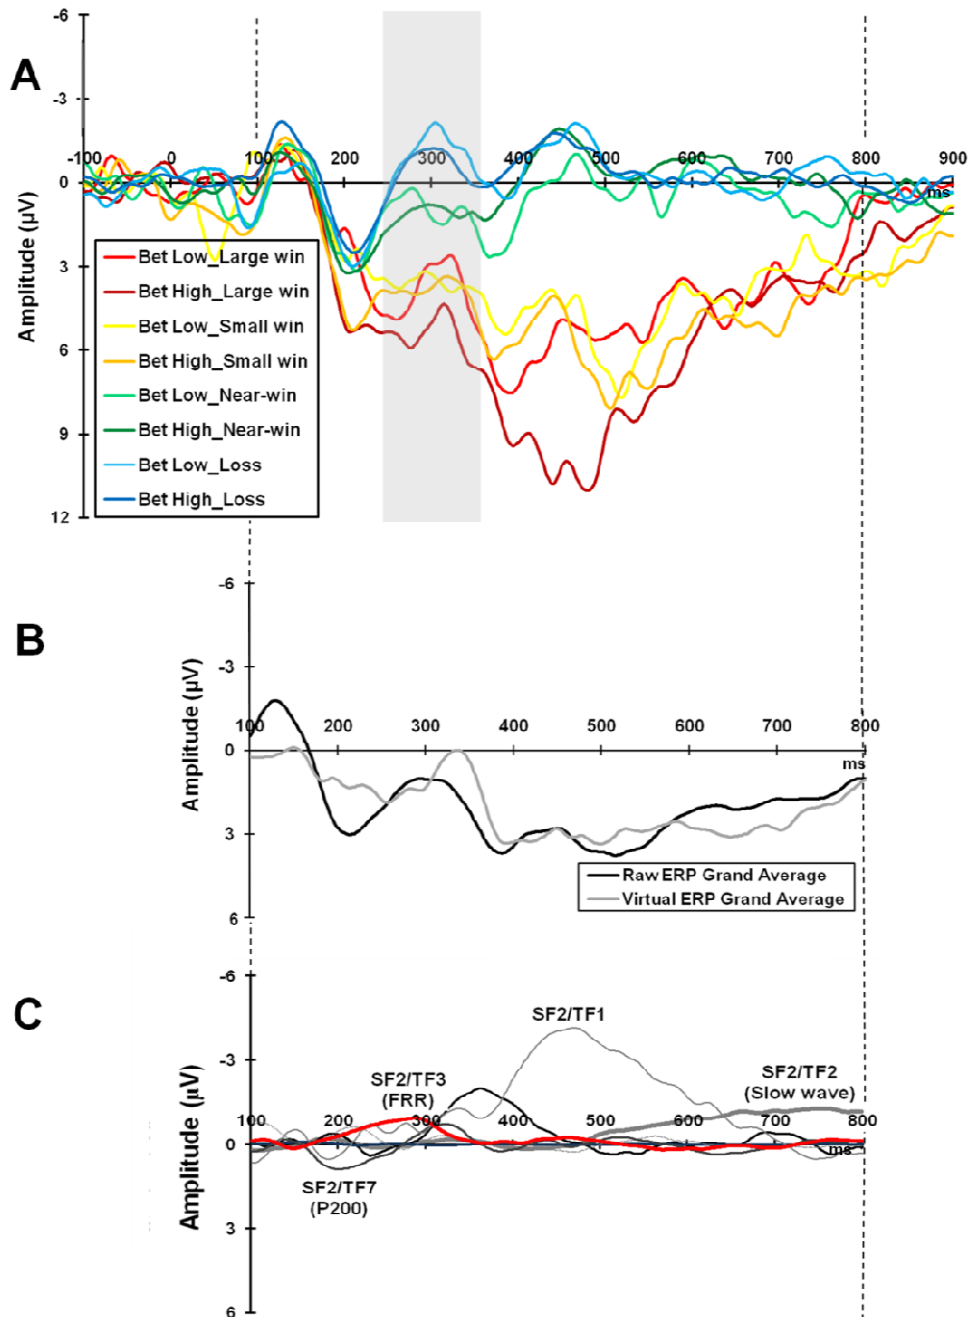 A
-6
-3
0
3
6
9
12
Amplitude (µV)
-100 0 100 200 300 400 500 600 700 800 900
ms
Bet Low_Large win
Bet High_Large win
Bet Low_Small win
Bet High_Small win
Bet Low_Near-win
Bet High_Near-win
Bet Low_Loss
Bet High_Loss
B
-6
-3
0
3
6
Amplitude (µV)
100 200 300 400 500 600 700 800
ms
Raw ERP Grand Average
Virtual ERP Grand Average
C
-6
-3
0
3
6
Amplitude (µV)
100 200 300 400 500 600 700 800
ms
SF2/TF1
SF2/TF2
(Slow wave)
SF2/TF3
(FRR)
SF2/TF7
(P200)